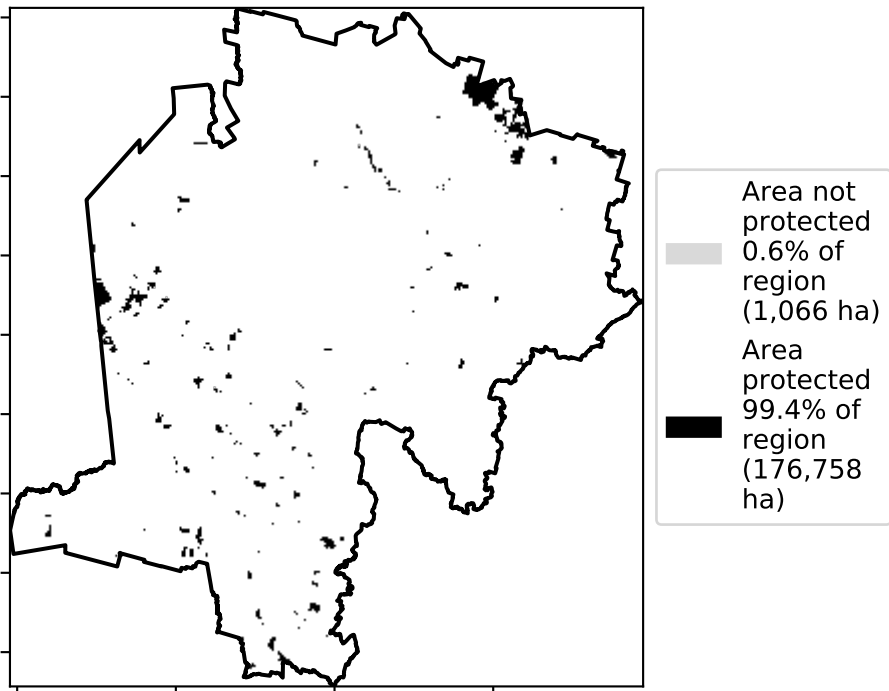 Area not
protected
0.6% of
region
(1,066 ha)
Area
protected
99.4% of
region
(176,758
ha)